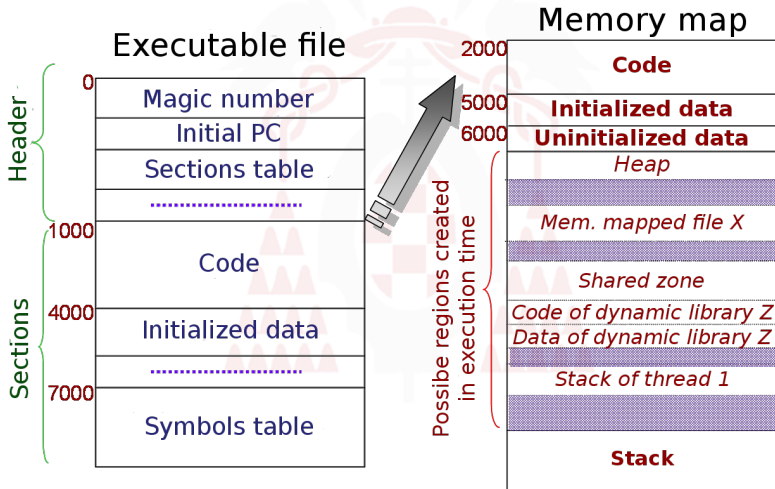 Executable file
Header
0
Magic number
Initial PC
Sections table
Sections
1000
Code
4000
Initialized data
7000
Symbols table
Memory map
2000
Code
5000
Initialized data
6000
Uninitialized data
Possibe regions created
in execution time
Heap
Mem. mapped file X
Shared zone
Code of dynamic library Z
Data of dynamic library Z
Stack of thread 1
Stack